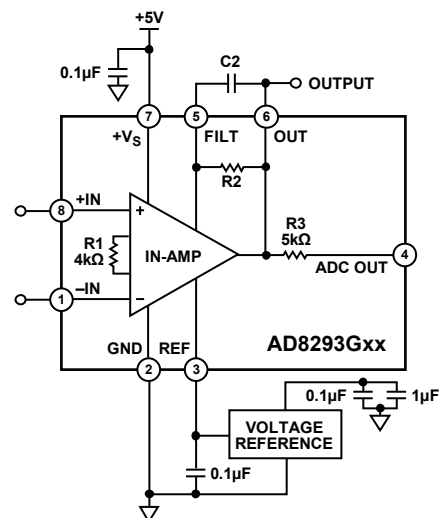 +5V
0.1µF
C2
OUTPUT
7
5
6
+VS
FILT
OUT
R2
8
+IN
+
R1
4kΩ
IN-AMP
R3
5kΩ
4
ADC OUT
1
–IN
–
GND
REF
AD8293Gxx
2
3
0.1µF
1µF
VOLTAGE
REFERENCE
0.1µF